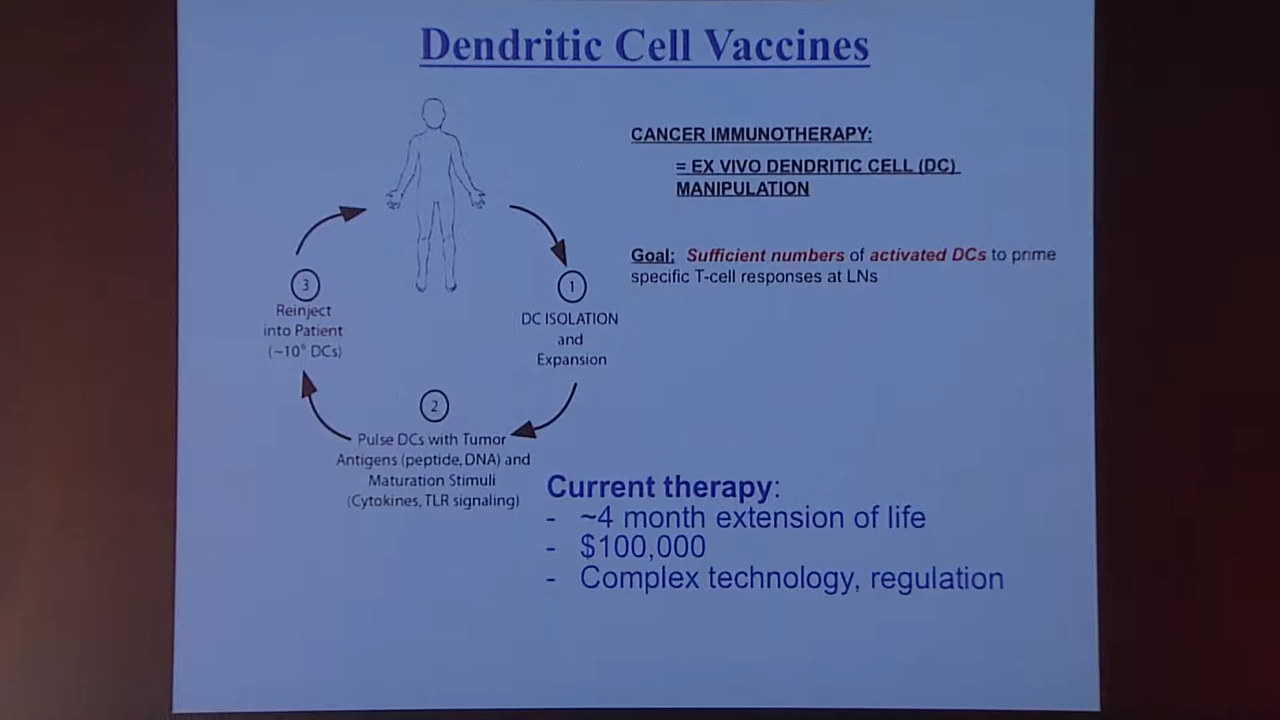 Dendritic Cell Vaccines
CANCER IMMUNOTHERAPY:
= EX VIVO DENDRITIC CELL (DC)
MANIPULATION
Goal: Sufficient numbers of activated DCs to prime
specific T-cell responses at LNs
1
DC ISOLATION
and
Expansion
2
Pulse DCs with Tumor
Antigens (peptide, DNA) and
Maturation Stimuli
(Cytokines, TLR signaling)
3
Reinject
into Patient
DCs)
Current therapy:
- ~4 month extension of life
- $100,000
- Complex technology, regulation